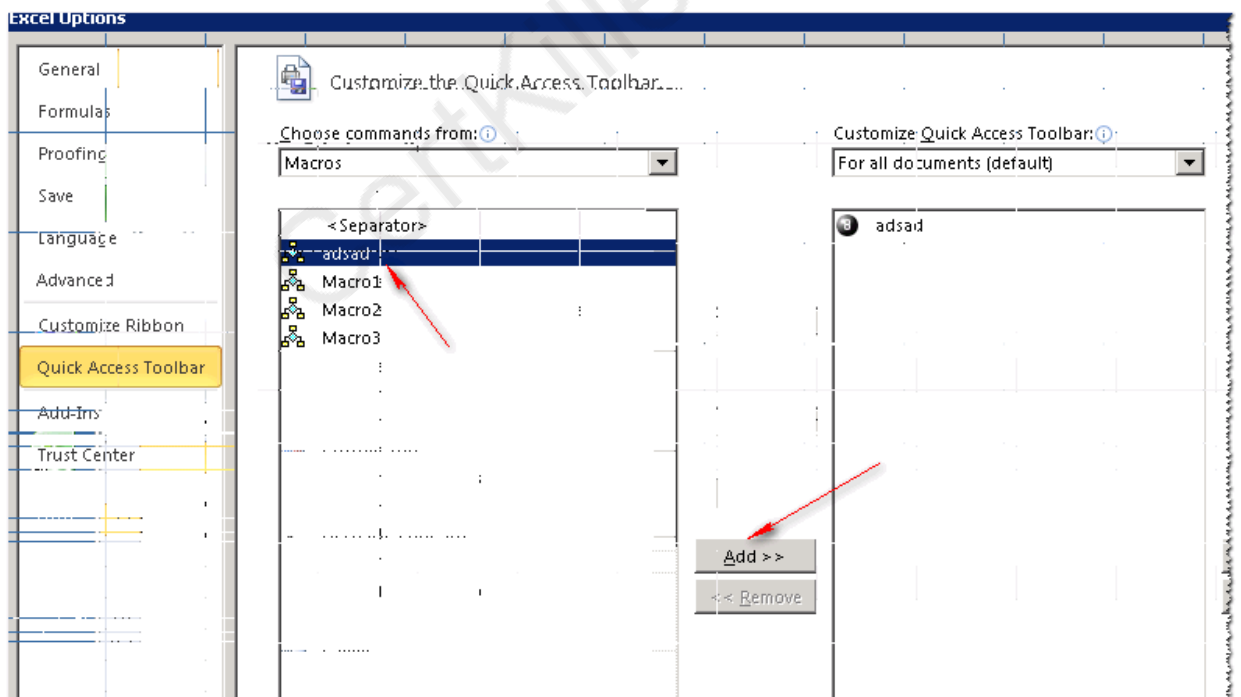 Excel Options
General
Formulas
Proofing
Save
Language
Advanced
Customize Ribbon
Quick Access Toolbar
Add-Ins
Trust Center
Customize the Quick Access Toolbar.
Choose commands from:
Macros
<Separator>
adsad
Macro1
Macro2
Macro3
Add >>
<< Remove
Customize Quick Access Toolbar:
For all documents (default)
adsad